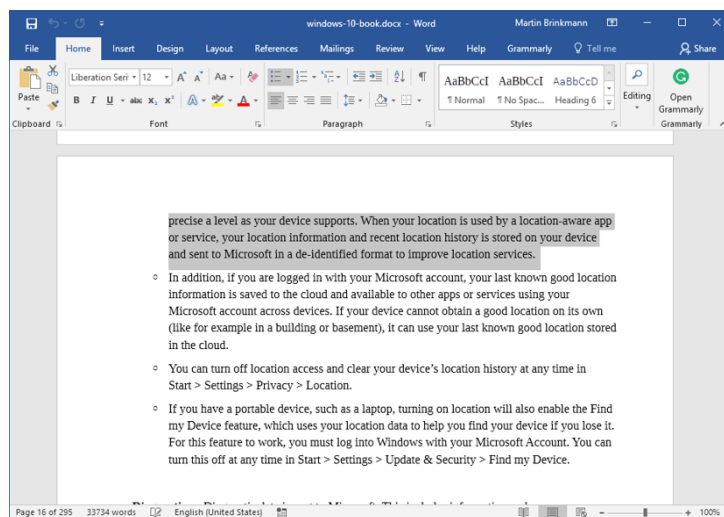 windows-10-book.docx - Word
Martin Brinkmann
File Home Insert Design Layout References Mailings Review View Help Grammarly Tell me Share
Paste
Liberation Seri 12
Aa
B I U abc X₂ X² A A
AaBbCcI AaBbCcI AaBbCcD
¶ Normal ¶ No Spac... Heading 6
Editing
Open
Grammarly
Clipboard Font Paragraph Styles Grammarly
precise a level as your device supports. When your location is used by a location-aware app
or service, your location information and recent location history is stored on your device
and sent to Microsoft in a de-identified format to improve location services.
In addition, if you are logged in with your Microsoft account, your last known good location
information is saved to the cloud and available to other apps or services using your
Microsoft account across devices. If your device cannot obtain a good location on its own
(like for example in a building or basement), it can use your last known good location stored
in the cloud.
You can turn off location access and clear your device’s location history at any time in
Start > Settings > Privacy > Location.
If you have a portable device, such as a laptop, turning on location will also enable the Find
my Device feature, which uses your location data to help you find your device if you lose it.
For this feature to work, you must log into Windows with your Microsoft Account. You can
turn this off at any time in Start > Settings > Update & Security > Find my Device.
Page 16 of 295 33734 words English (United States) 100%